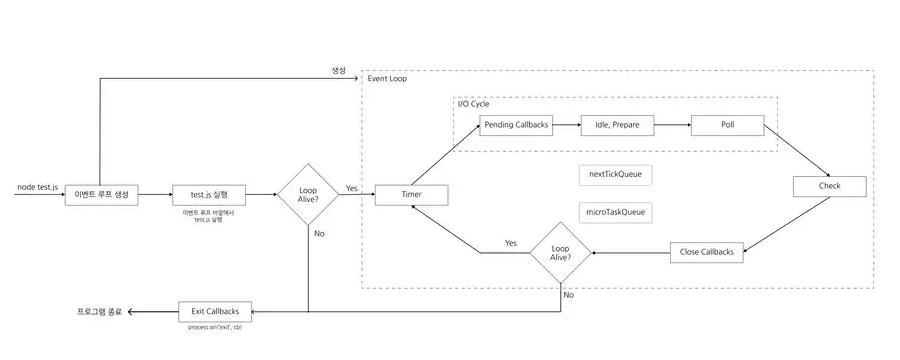 생성
Event Loop
I/O Cycle
Pending Callbacks
Idle, Prepare
Poll
node test.js
이벤트 루프 생성
test.js 실행
이벤트 루프 바깥에서
test.js 실행
Loop
Alive?
Yes
No
Timer
nextTickQueue
microTaskQueue
Check
Close Callbacks
Loop
Alive?
Yes
No
Exit Callbacks
process.on('exit', cb)
프로그램 종료